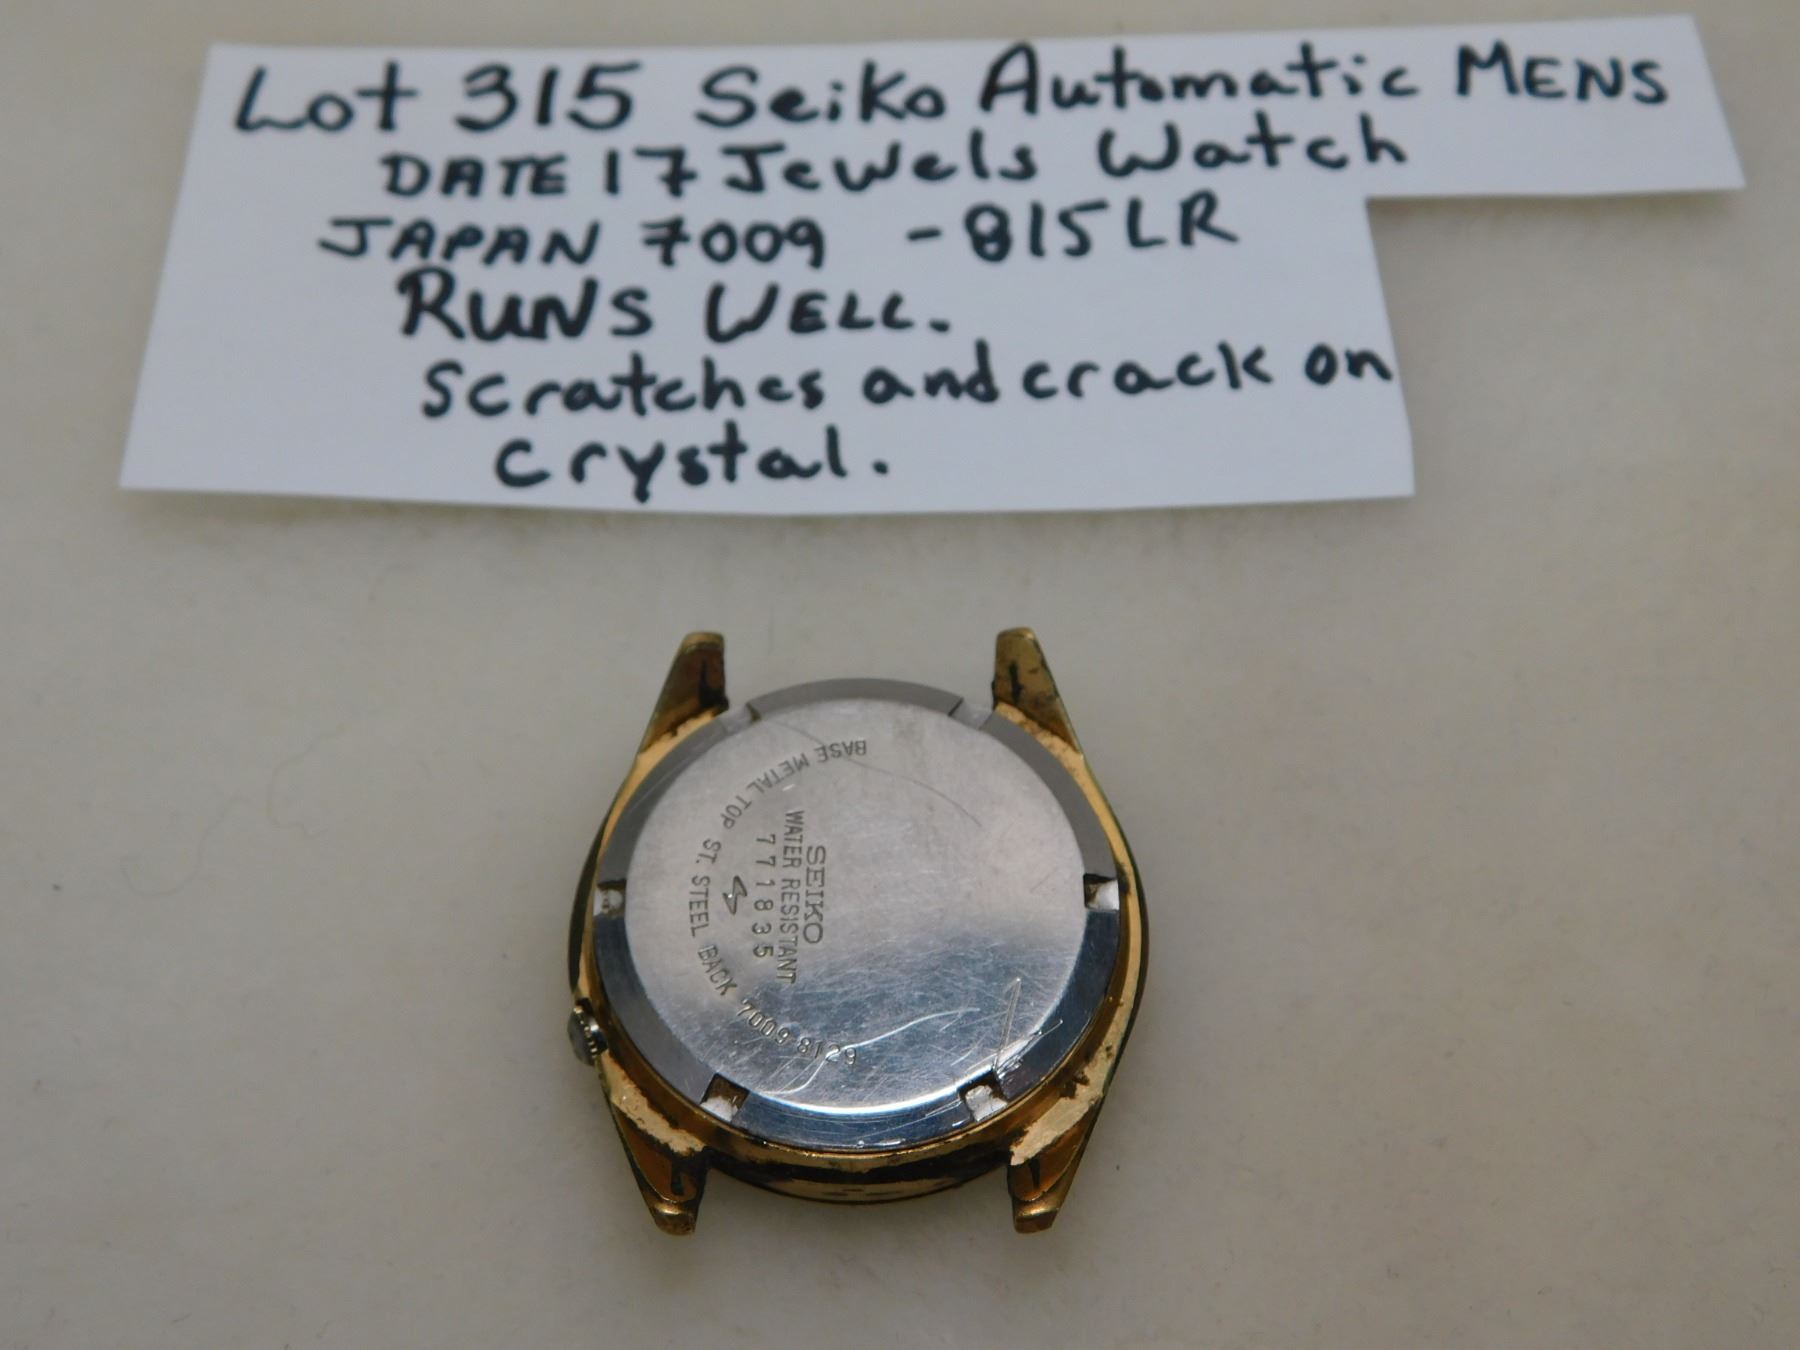 Lot 315 Seiko Automatic MENS
DATE 17 Jewels Watch
JAPAN 7009 -815LR
RUNS WELL.
Scratches and crack on
crystal.
SEIKO
WATER RESISTANT
771835
BASE METAL TOP ST. STEEL BACK 7009 8129